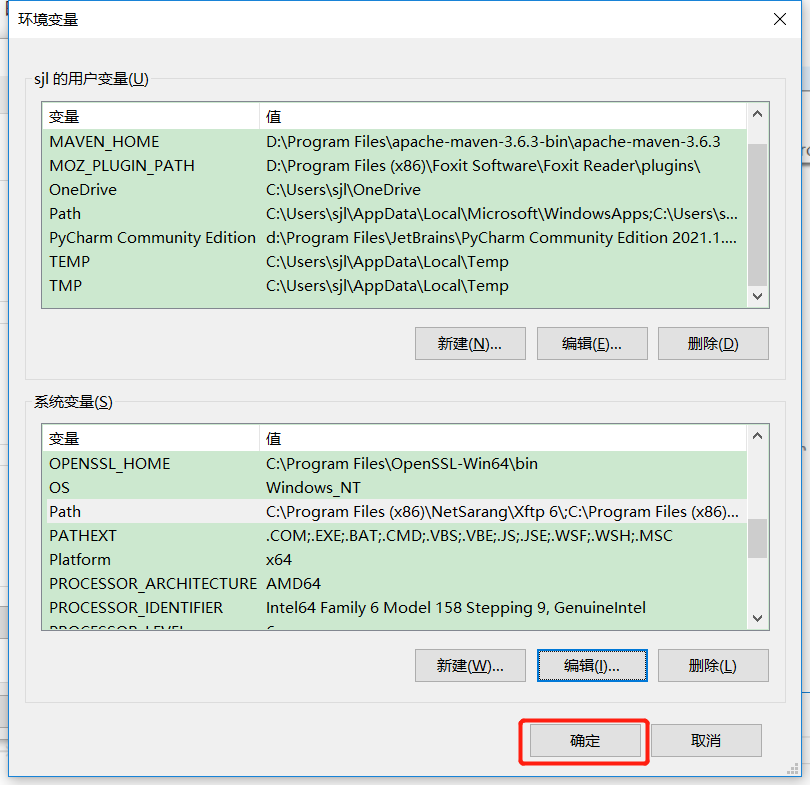 环境变量
sjl 的用户变量(U)
变量 值
MAVEN_HOME D:\Program Files\apache-maven-3.6.3-bin\apache-maven-3.6.3
MOZ_PLUGIN_PATH D:\Program Files (x86)\Foxit Software\Foxit Reader\plugins\
OneDrive C:\Users\sjl\OneDrive
Path C:\Users\sjl\AppData\Local\Microsoft\WindowsApps;C:\Users\s...
PyCharm Community Edition d:\Program Files\JetBrains\PyCharm Community Edition 2021.1....
TEMP C:\Users\sjl\AppData\Local\Temp
TMP C:\Users\sjl\AppData\Local\Temp
新建(N)... 编辑(E)... 删除(D)
系统变量(S)
变量 值
OPENSSL_HOME C:\Program Files\OpenSSL-Win64\bin
OS Windows_NT
Path C:\Program Files (x86)\NetSarang\Xftp 6\;C:\Program Files (x86)...
PATHEXT .COM;.EXE;.BAT;.CMD;.VBS;.VBE;.JS;.JSE;.WSF;.WSH;.MSC
Platform x64
PROCESSOR_ARCHITECTURE AMD64
PROCESSOR_IDENTIFIER Intel64 Family 6 Model 158 Stepping 9, GenuineIntel
PROCESSOR_LEVEL 6
新建(W)... 编辑(I)... 删除(L)
确定 取消